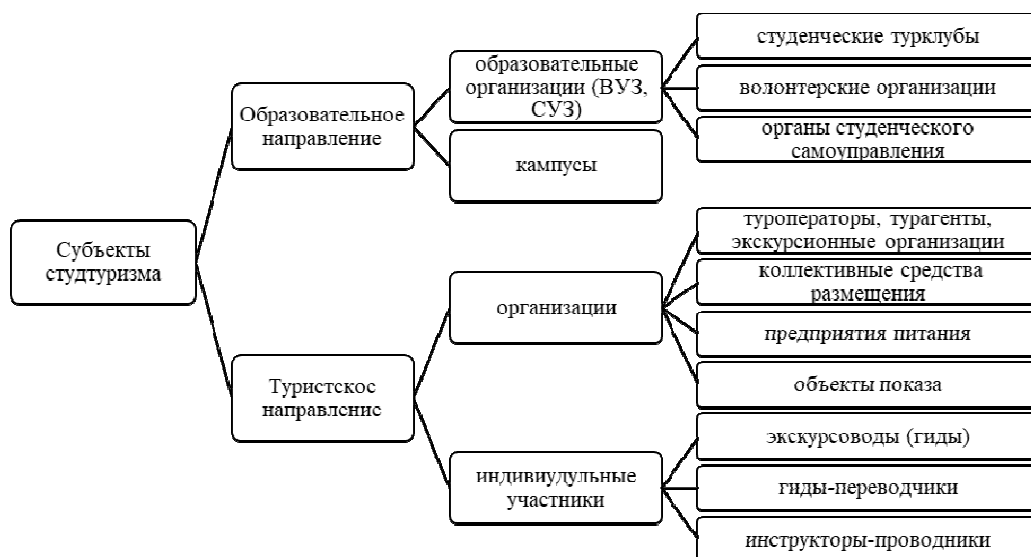 Субъекты
студтуризма
Образовательное
направление
образовательные
организации (ВУЗ,
СУЗ)
студенческие турклубы
волонтерские организации
органы студенческого
самоуправления
кампусы
Туристское
направление
организации
туроператоры, турагенты,
экскурсионные организации
коллективные средства
размещения
предприятия питания
объекты показа
индивиудульные
участники
экскурсоводы (гиды)
гиды-переводчики
инструкторы-проводники